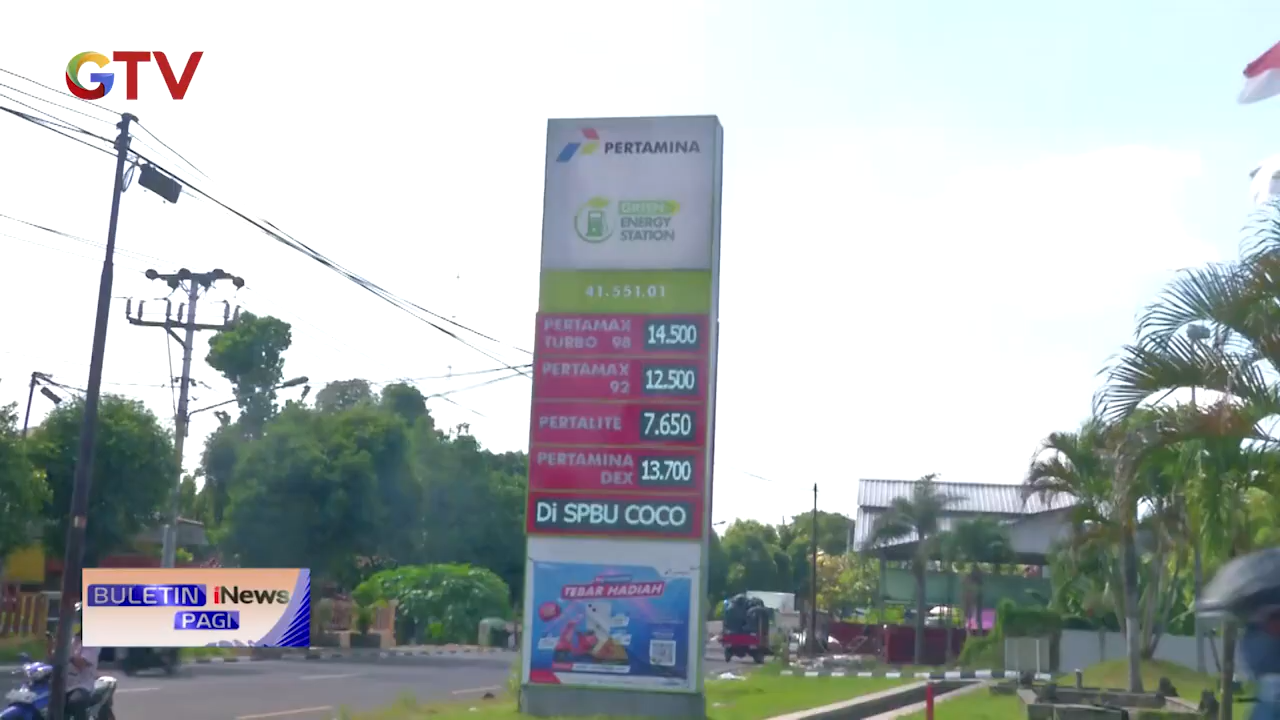 GTV
PERTAMINA
GREEN
ENERGY
STATION
41.551.01
PERTAMAX
TURBO 98
14.500
PERTAMAX
92
12.500
PERTALITE
7.650
PERTAMINA
DEX
13.700
Di SPBU COCO
TEBAR HADIAH
BULETIN iNews
PAGI